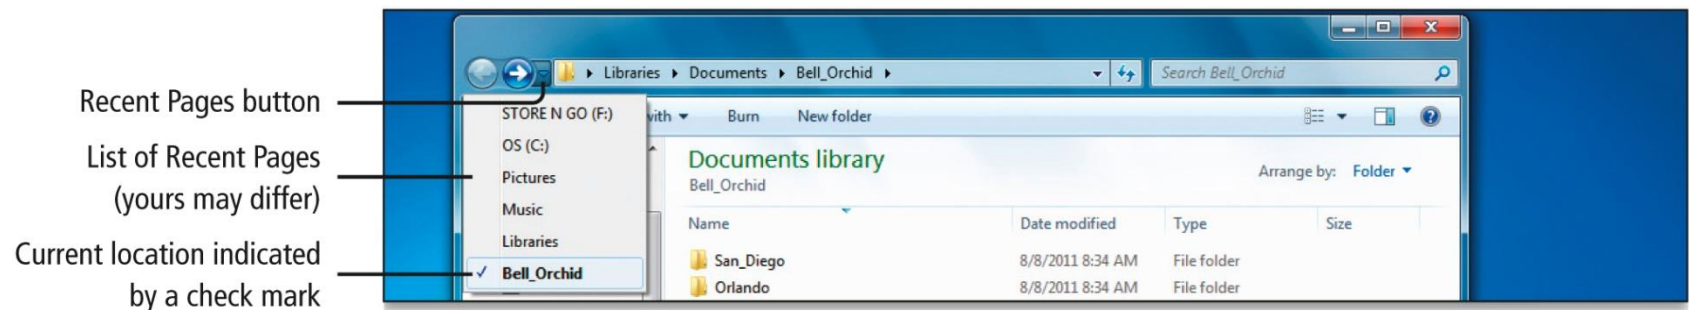 Recent Pages button
List of Recent Pages
(yours may differ)
Current location indicated
by a check mark
Libraries Documents Bell_Orchid
Search Bell_Orchid
STORE N GO (F:)
OS (C:)
Pictures
Music
Libraries
Bell_Orchid
with Burn New folder
Documents library
Bell_Orchid
Arrange by: Folder
Name Date modified Type Size
San_Diego 8/8/2011 8:34 AM File folder
Orlando 8/8/2011 8:34 AM File folder